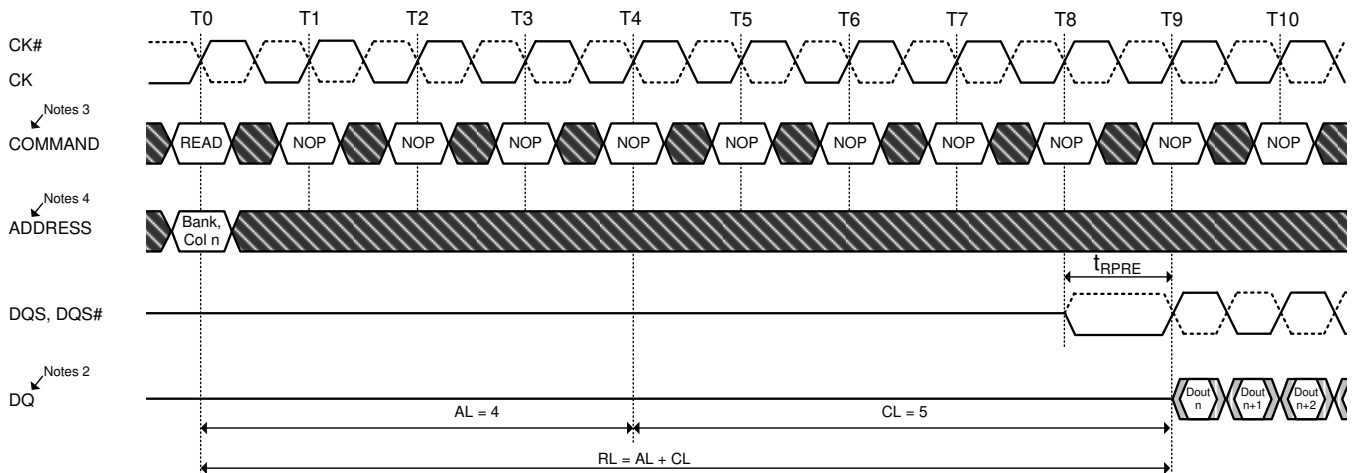 T0 T1 T2 T3 T4 T5 T6 T7 T8 T9 T10
CK#
CK
Notes 3
COMMAND READ NOP NOP NOP NOP NOP NOP NOP NOP NOP NOP
Notes 4
ADDRESS
Bank,
Col n
tRPRE
DQS, DQS#
Notes 2
DQ
Dout
n
Dout
n+1
Dout
n+2
AL = 4
CL = 5
RL = AL + CL